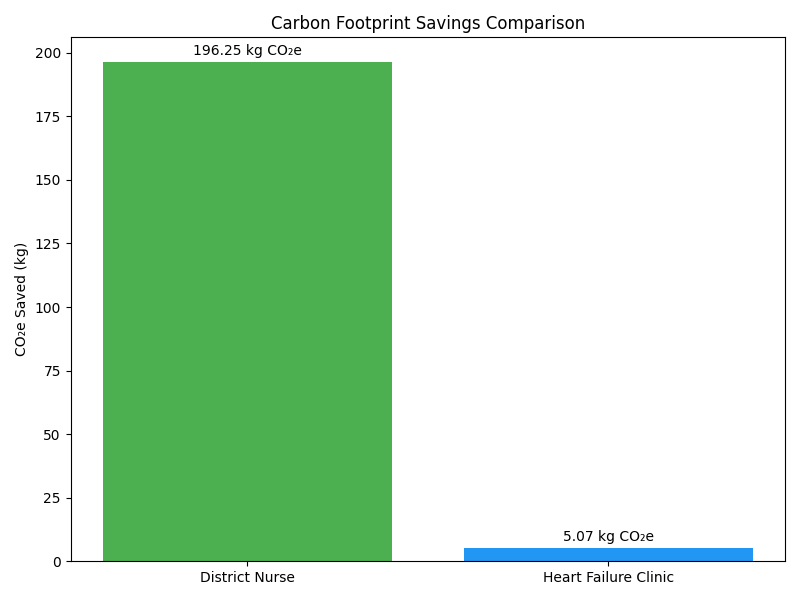 Carbon Footprint Savings Comparison
CO₂e Saved (kg)
200
175
150
125
100
75
50
25
0
196.25 kg CO₂e
5.07 kg CO₂e
District Nurse
Heart Failure Clinic